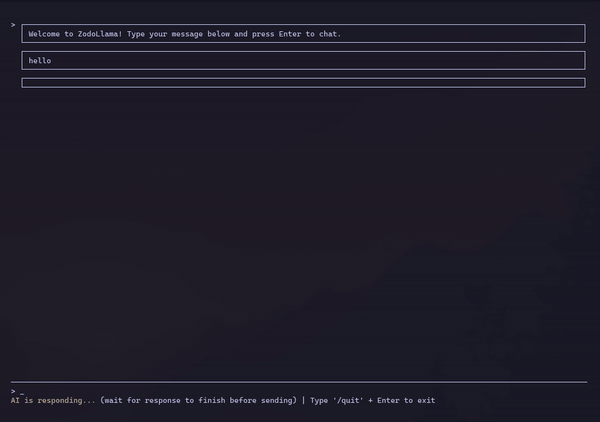 >
Welcome to ZodoLlama! Type your message below and press Enter to chat.
hello
> _
AI is responding... (wait for response to finish before sending) | Type '/quit' + Enter to exit